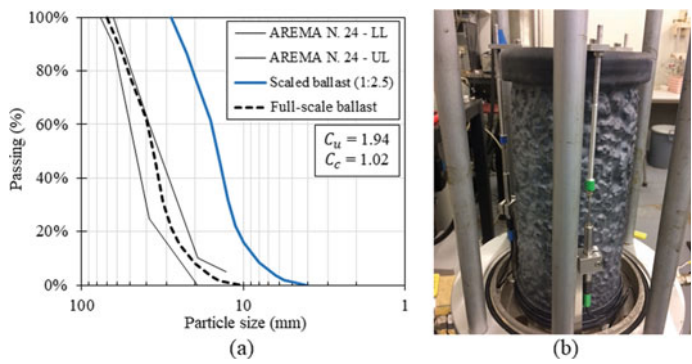 100%
80%
60%
40%
20%
0%
Passing (%)
100
10
1
Particle size (mm)
AREMA N. 24 - LL
AREMA N. 24 - UL
Scaled ballast (1:2.5)
Full-scale ballast
Cᵤ = 1.94
C_c = 1.02
(a)
(b)